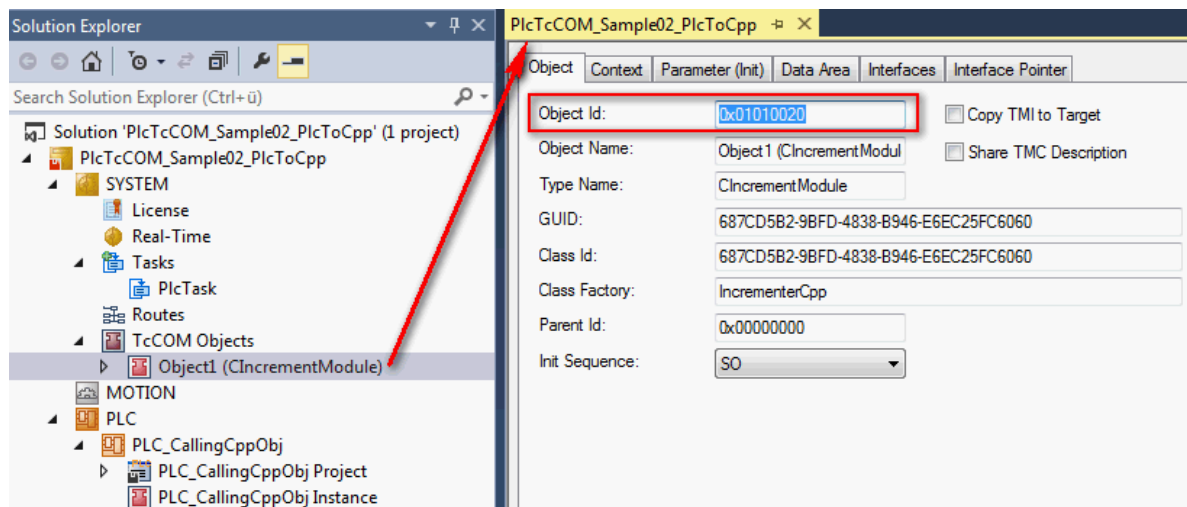 Solution Explorer
Search Solution Explorer (Ctrl+ü)
Solution 'PlcTcCOM_Sample02_PlcToCpp' (1 project)
PlcTcCOM_Sample02_PlcToCpp
SYSTEM
License
Real-Time
Tasks
PlcTask
Routes
TcCOM Objects
Object1 (CIncrementModule)
MOTION
PLC
PLC_CallingCppObj
PLC_CallingCppObj Project
PLC_CallingCppObj Instance
PlcTcCOM_Sample02_PlcToCpp
Object Context Parameter (Init) Data Area Interfaces Interface Pointer
Object Id: 0x01010020 Copy TMI to Target
Object Name: Object1 (CIncrementModul Share TMC Description
Type Name: CIncrementModule
GUID: 687CD5B2-9BFD-4838-B946-E6EC25FC6060
Class Id: 687CD5B2-9BFD-4838-B946-E6EC25FC6060
Class Factory: IncrementerCpp
Parent Id: 0x00000000
Init Sequence: SO